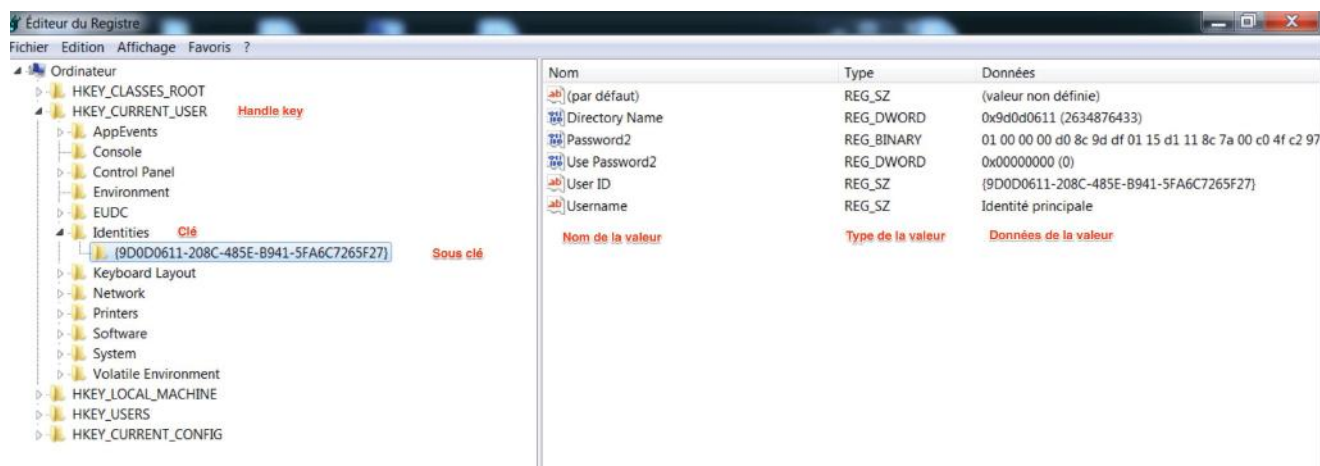 Éditeur du Registre
Fichier Edition Affichage Favoris ?
Ordinateur
HKEY_CLASSES_ROOT
HKEY_CURRENT_USER Handle key
AppEvents
Console
Control Panel
Environment
EUDC
Identities Clé
{9D0D0611-208C-485E-B941-5FA6C7265F27} Sous clé
Keyboard Layout
Network
Printers
Software
System
Volatile Environment
HKEY_LOCAL_MACHINE
HKEY_USERS
HKEY_CURRENT_CONFIG
Nom Type Données
(par défaut) REG_SZ (valeur non définie)
Directory Name REG_DWORD 0x9d0d0611 (2634876433)
Password2 REG_BINARY 01 00 00 00 d0 8c 9d df 01 15 d1 11 8c 7a 00 c0 4f c2 97
Use Password2 REG_DWORD 0x00000000 (0)
User ID REG_SZ {9D0D0611-208C-485E-B941-5FA6C7265F27}
Username REG_SZ Identité principale
Nom de la valeur Type de la valeur Données de la valeur